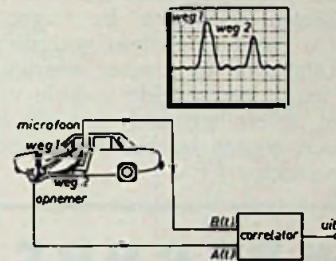 weg 1
weg 2
microfoon
weg 1
weg 2
opnemer
B(t)
correlator
uit
A(t)